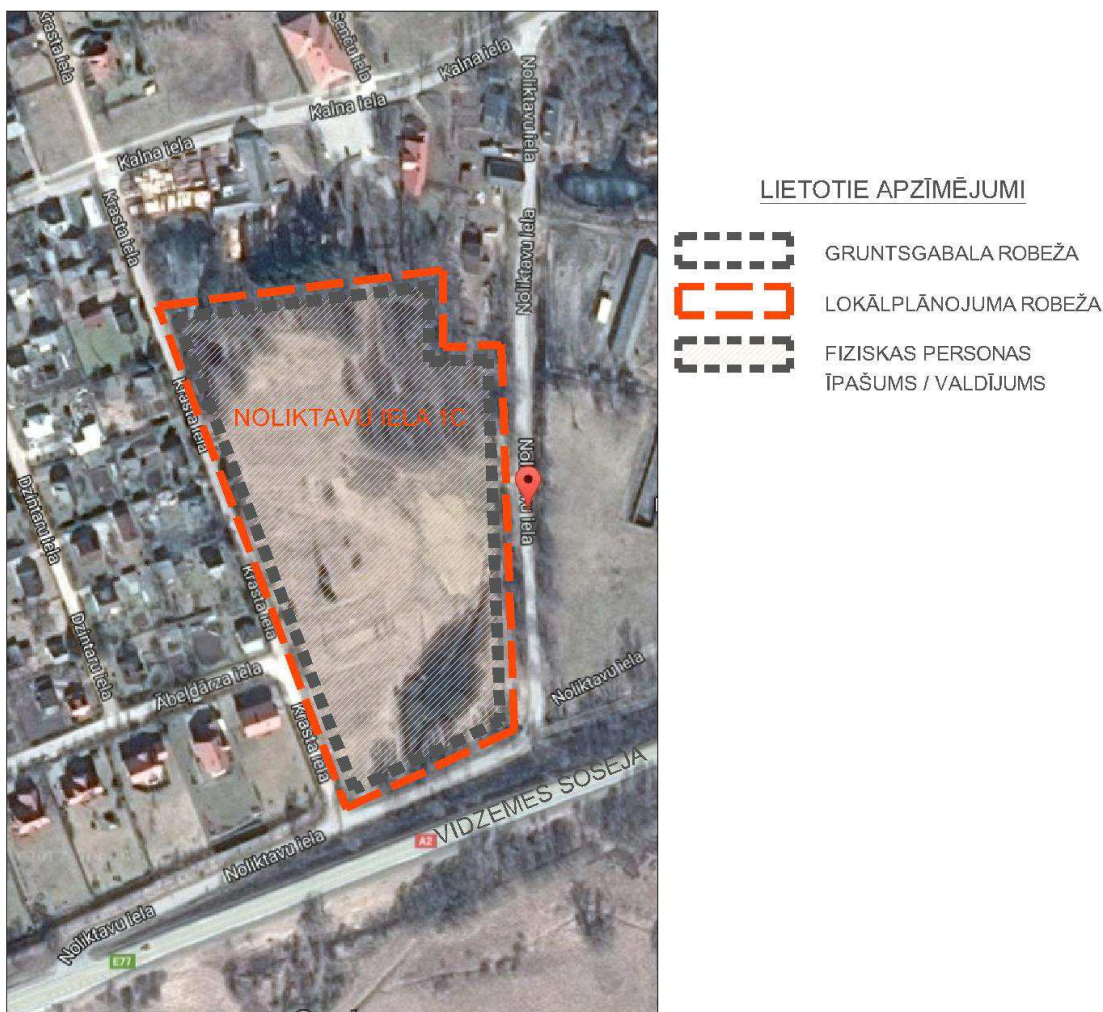 Krasta iela
Senču iela
Kalna iela
Kalna iela
Kalna iela
Noliktavu iela
Krasta iela
Noliktavu iela
NOLIKTAVU IELA 1C
Krasta iela
Dzintaru iela
Krasta iela
Dzintaru iela
Ābeļdārza iela
Krasta iela
Noliktavu iela
VIDZEMES ŠOSEJA
A2
Noliktavu iela
Noliktavu iela
E77
LIETOTIE APZĪMĒJUMI
GRUNTSGABALA ROBEŽA
LOKĀLPLĀNOJUMA ROBEŽA
FIZISKAS PERSONAS
ĪPAŠUMS / VALDĪJUMS